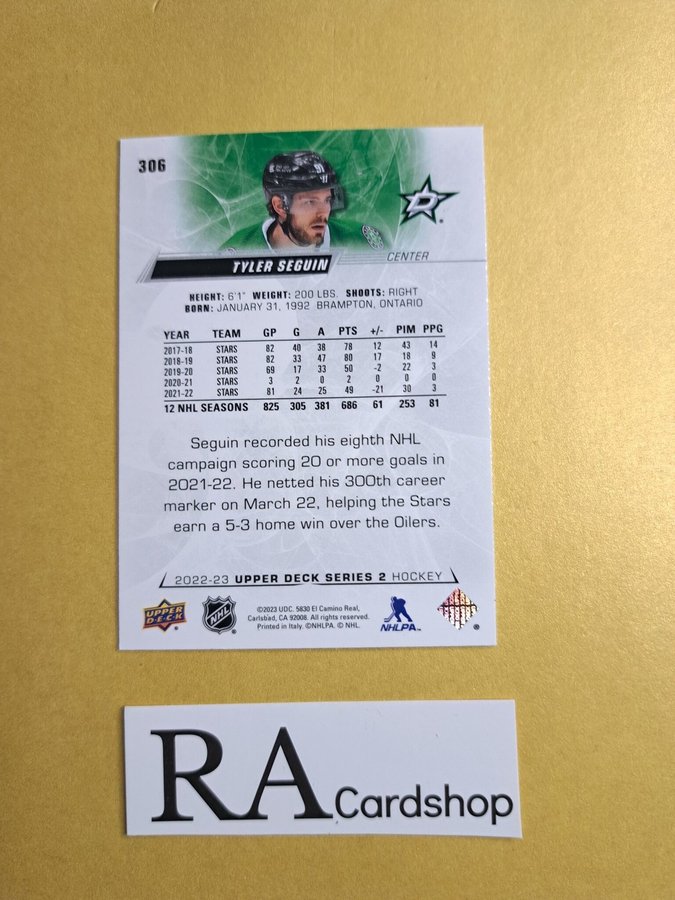 306
TYLER SEGUIN
CENTER
HEIGHT: 6'1" WEIGHT: 200 LBS. SHOOTS: RIGHT
BORN: JANUARY 31, 1992 BRAMPTON, ONTARIO
YEAR TEAM GP G A PTS +/- PIM PPG
2017-18 STARS 82 40 38 78 12 43 14
2018-19 STARS 82 33 47 80 17 18 9
2019-20 STARS 69 17 33 50 -2 22 3
2020-21 STARS 3 2 0 2 0 0 0
2021-22 STARS 81 24 25 49 -21 30 3
12 NHL SEASONS 825 305 381 686 61 253 81
Seguin recorded his eighth NHL
campaign scoring 20 or more goals in
2021-22. He netted his 300th career
marker on March 22, helping the Stars
earn a 5-3 home win over the Oilers.
2022-23 UPPER DECK SERIES 2 HOCKEY
UPPER DECK
NHL
©2023 UDC. 5830 El Camino Real,
Carlsbad, CA 92008. All rights reserved.
Printed in Italy. ©NHLPA. © NHL.
NHLPA™
®
RA Cardshop